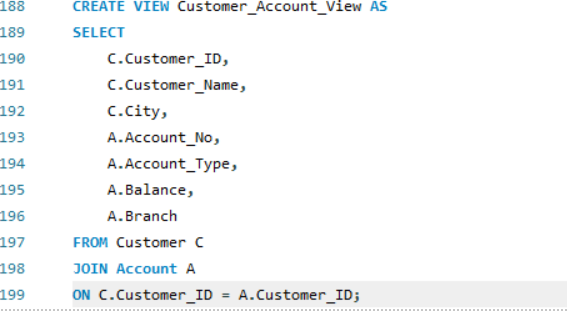 188 CREATE VIEW Customer_Account_View AS
189 SELECT
190 C.Customer_ID,
191 C.Customer_Name,
192 C.City,
193 A.Account_No,
194 A.Account_Type,
195 A.Balance,
196 A.Branch
197 FROM Customer C
198 JOIN Account A
199 ON C.Customer_ID = A.Customer_ID;